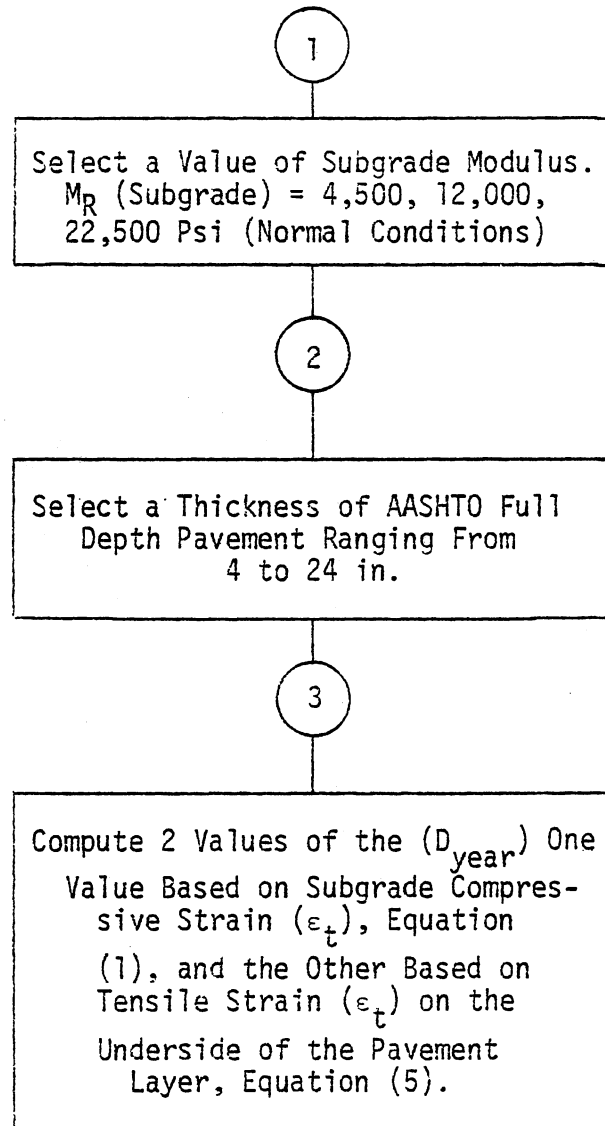 1
Select a Value of Subgrade Modulus.
M_R (Subgrade) = 4,500, 12,000,
22,500 Psi (Normal Conditions)
2
Select a Thickness of AASHTO Full
Depth Pavement Ranging From
4 to 24 in.
3
Compute 2 Values of the (D_year) One
Value Based on Subgrade Compres-
sive Strain (ε_t), Equation
(1), and the Other Based on
Tensile Strain (ε_t) on the
Underside of the Pavement
Layer, Equation (5).